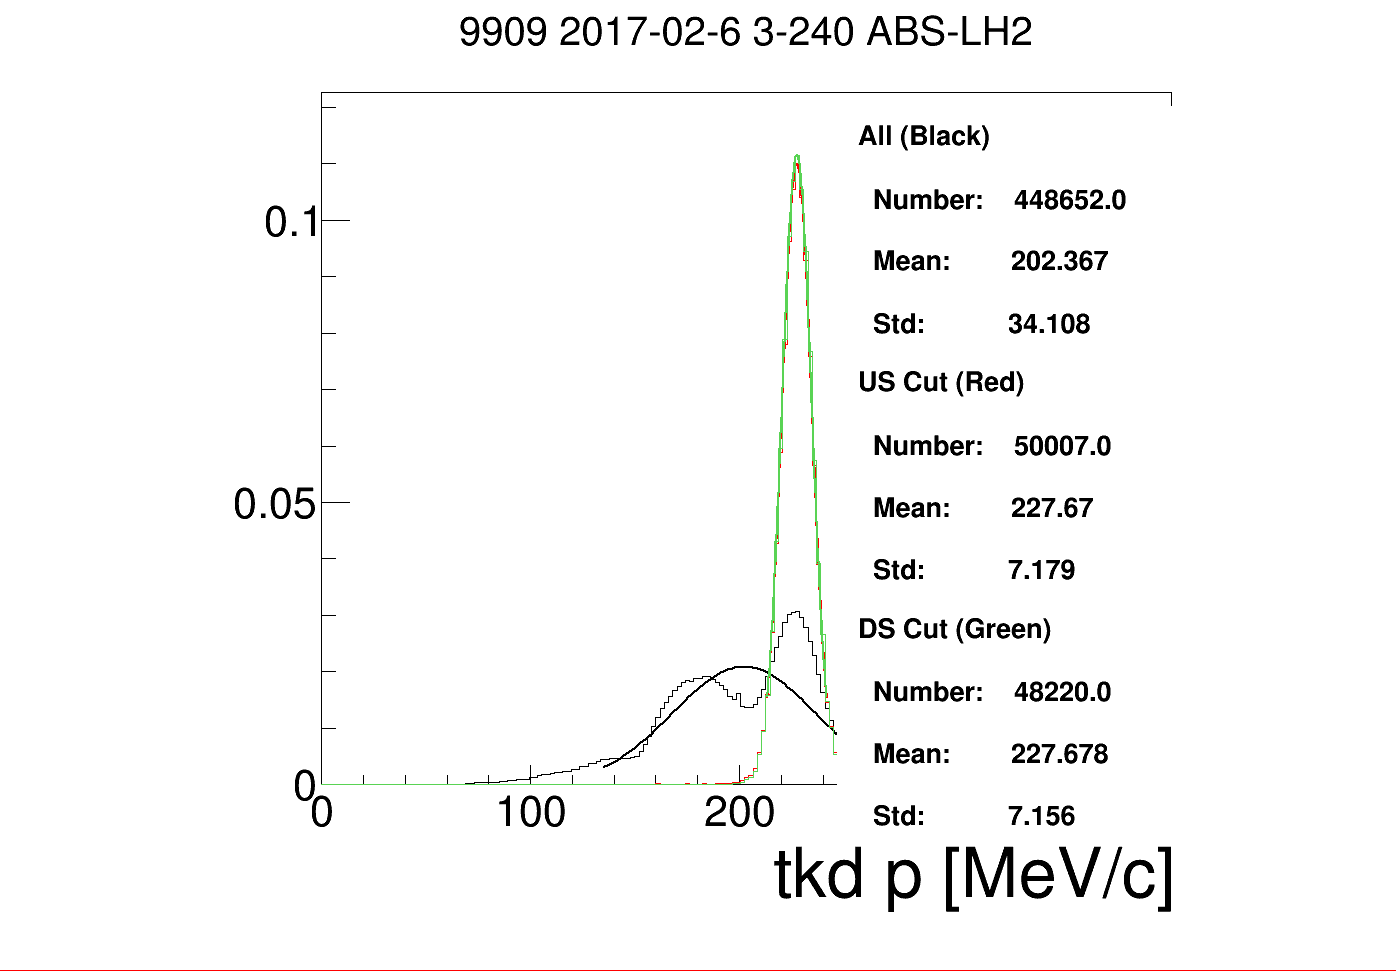 9909 2017-02-6 3-240 ABS-LH2
All (Black)
Number: 448652.0
Mean: 202.367
Std: 34.108
US Cut (Red)
Number: 50007.0
Mean: 227.67
Std: 7.179
DS Cut (Green)
Number: 48220.0
Mean: 227.678
Std: 7.156
0.1
0.05
0
0 100 200
tkd p [MeV/c]